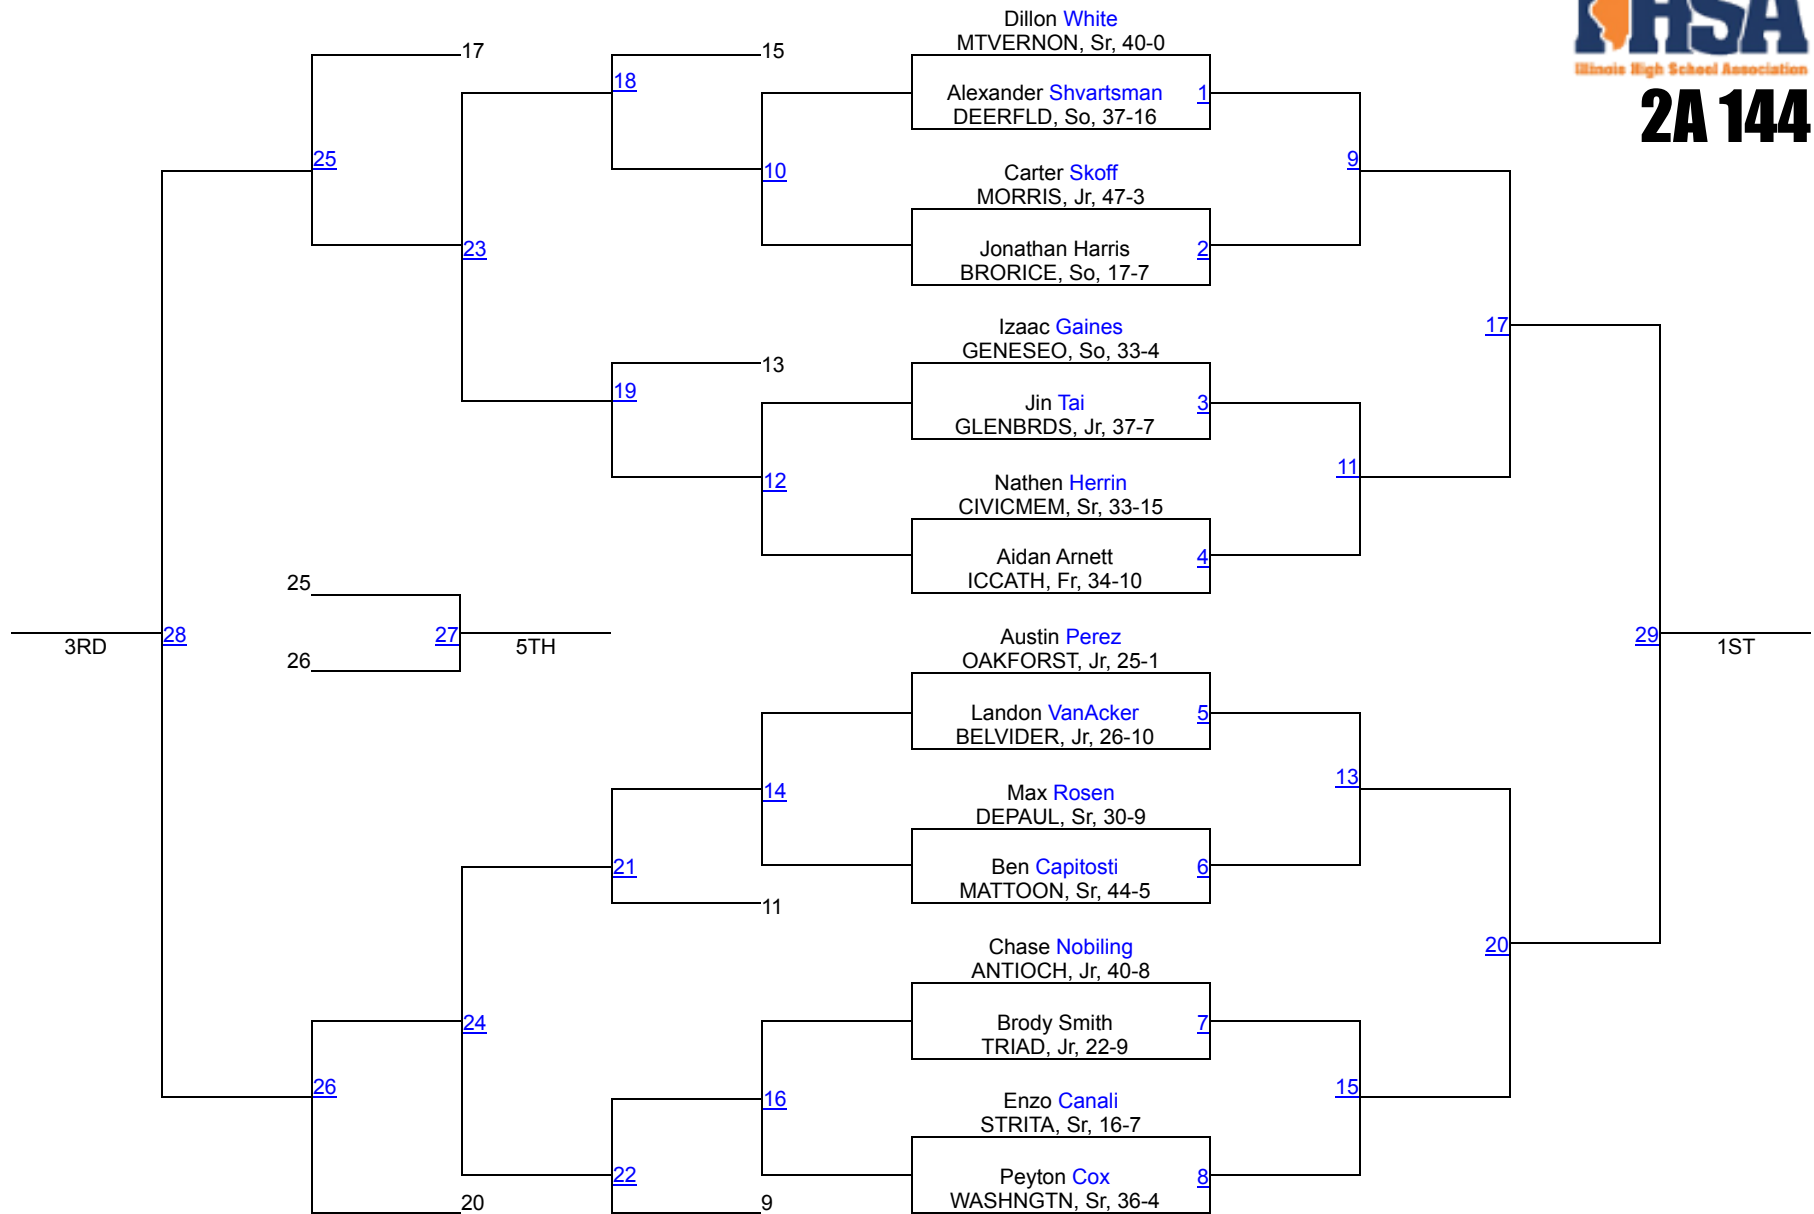 Dillon White
MTVERNON, Sr, 40-0
IHSA
Illinois High School Association
2A 144
17
15
18
Alexander Shvartsman 1
DEERFLD, So, 37-16
25
10
9
Carter Skoff
MORRIS, Jr, 47-3
23
Jonathan Harris 2
BRORICE, So, 17-7
Izaac Gaines
GENESEO, So, 33-4
17
13
19
Jin Tai 3
GLENBRDS, Jr, 37-7
12
11
Nathen Herrin
CIVICMEM, Sr, 33-15
Aidan Arnett 4
ICCATH, Fr, 34-10
25
28
3RD
27
5TH
26
Austin Perez
OAKFORST, Jr, 25-1
29
1ST
Landon VanAcker 5
BELVIDER, Jr, 26-10
14
13
Max Rosen
DEPAUL, Sr, 30-9
21
Ben Capitosti 6
MATTOON, Sr, 44-5
11
Chase Nobiling
ANTIOCH, Jr, 40-8
20
24
Brody Smith 7
TRIAD, Jr, 22-9
26
16
15
Enzo Canali
STRITA, Sr, 16-7
22
Peyton Cox 8
WASHNGTN, Sr, 36-4
20
9